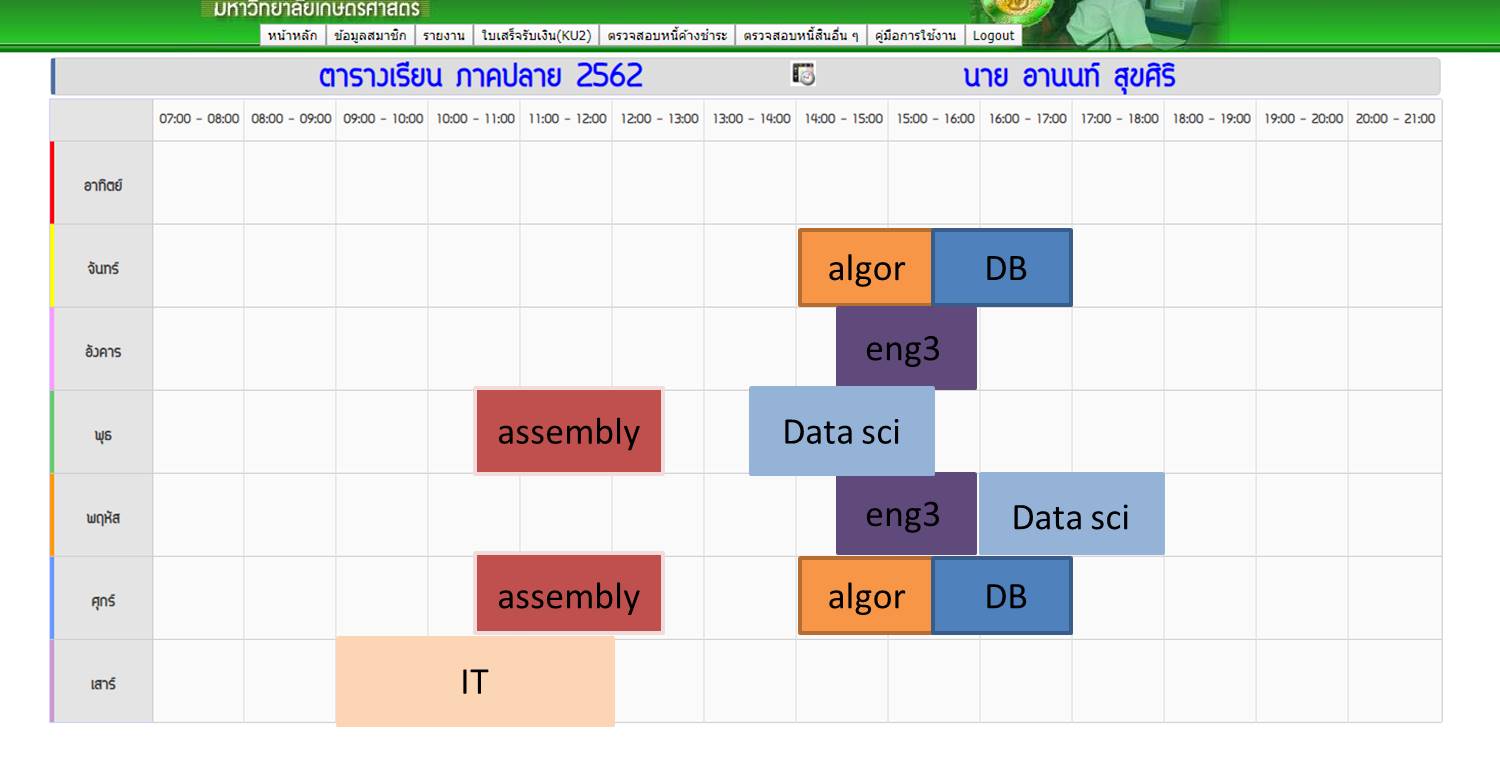 มหาวิทยาลัยเกษตรศาสตร์
หน้าหลัก ข้อมูลสมาชิก รายงาน ใบเสร็จรับเงิน(KU2) ตรวจสอบหนี้ค้างชำระ ตรวจสอบหนี้สินอื่น ๆ คู่มือการใช้งาน Logout
ตารางเรียน ภาคปลาย 2562 นาย อานนท์ สุขศิริ
07:00 - 08:00 08:00 - 09:00 09:00 - 10:00 10:00 - 11:00 11:00 - 12:00 12:00 - 13:00 13:00 - 14:00 14:00 - 15:00 15:00 - 16:00 16:00 - 17:00 17:00 - 18:00 18:00 - 19:00 19:00 - 20:00 20:00 - 21:00
อาทิตย์
จันทร์ algor DB
อังคาร eng3
พุธ assembly Data sci
พฤหัส eng3 Data sci
ศุกร์ assembly algor DB
เสาร์ IT